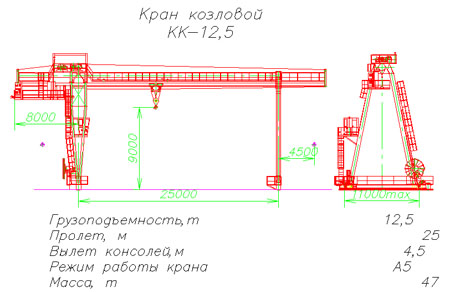 Кран козловой
КК-12,5
8000
9000
4500
25000
11000max
Грузоподъемность,т 12,5
Пролет, м 25
Вылет консолей,м 4,5
Режим работы крана А5
Масса, т 47